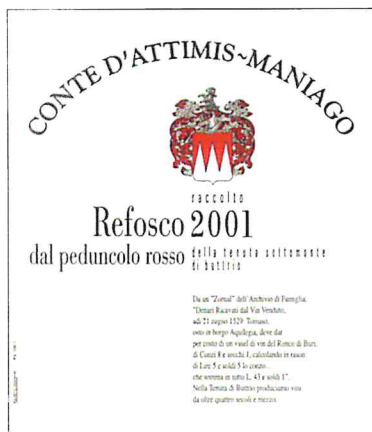 CONTE D'ATTIMIS~MANIAGO
raccolto
Refosco 2001
dal peduncolo rosso della tenuta sottomonte
di buttrio
Da un "Zornal" dell'Archivio di Famiglia,
"Denari Ricavati dal Vin Venduto,
adi 21 zugno 1529. Tomaso,
osto in borgo Aquilegia, deve dar
per costo di un vasel di vin del Ronco di Buri,
di Conzi 8 e secchi 1, calcolando in rason
di Lire 5 e soldi 5 lo conzo...
che somma in tutto L. 43 e soldi 1".
Nella Tenuta di Buttrio produciamo vini
da oltre quattro secoli e mezzo.